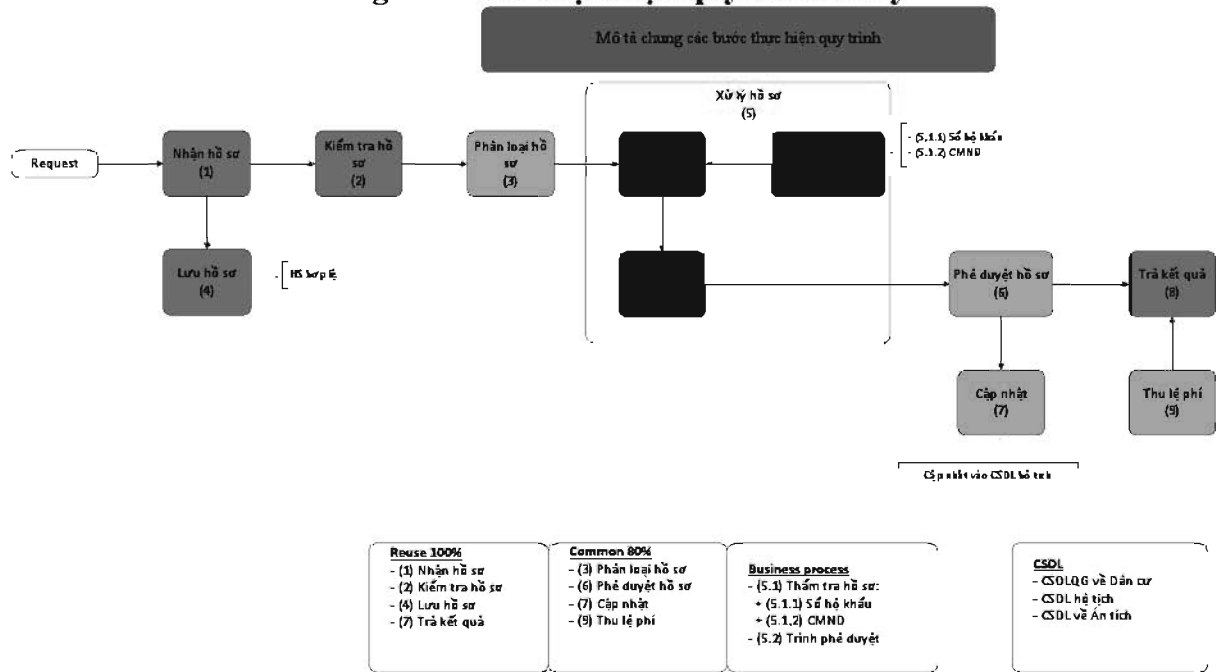 Mô tả chung các bước thực hiện quy trình
Xử lý hồ sơ
(5)
- (5.1.1) Sổ hộ khẩu
- (5.1.2) CMND
Request
Nhận hồ sơ
(1)
Kiểm tra hồ
sơ
(2)
Phân loại hồ
sơ
(3)
Lưu hồ sơ
(4)
Phê duyệt hồ sơ
(6)
Trả kết quả
(8)
Cập nhật
(7)
Thu lệ phí
(9)
Cập nhật vào CSDL hộ tịch
Reuse 100%
- (1) Nhận hồ sơ
- (2) Kiểm tra hồ sơ
- (4) Lưu hồ sơ
- (7) Trả kết quả
Common 80%
- (3) Phân loại hồ sơ
- (6) Phê duyệt hồ sơ
- (7) Cập nhật
- (9) Thu lệ phí
Business process
- (5.1) Thẩm tra hồ sơ:
+ (5.1.1) Sổ hộ khẩu
+ (5.1.2) CMND
- (5.2) Trình phê duyệt
CSDL
- CSDLQG về Dân cư
- CSDL hộ tịch
- CSDL về Án tích